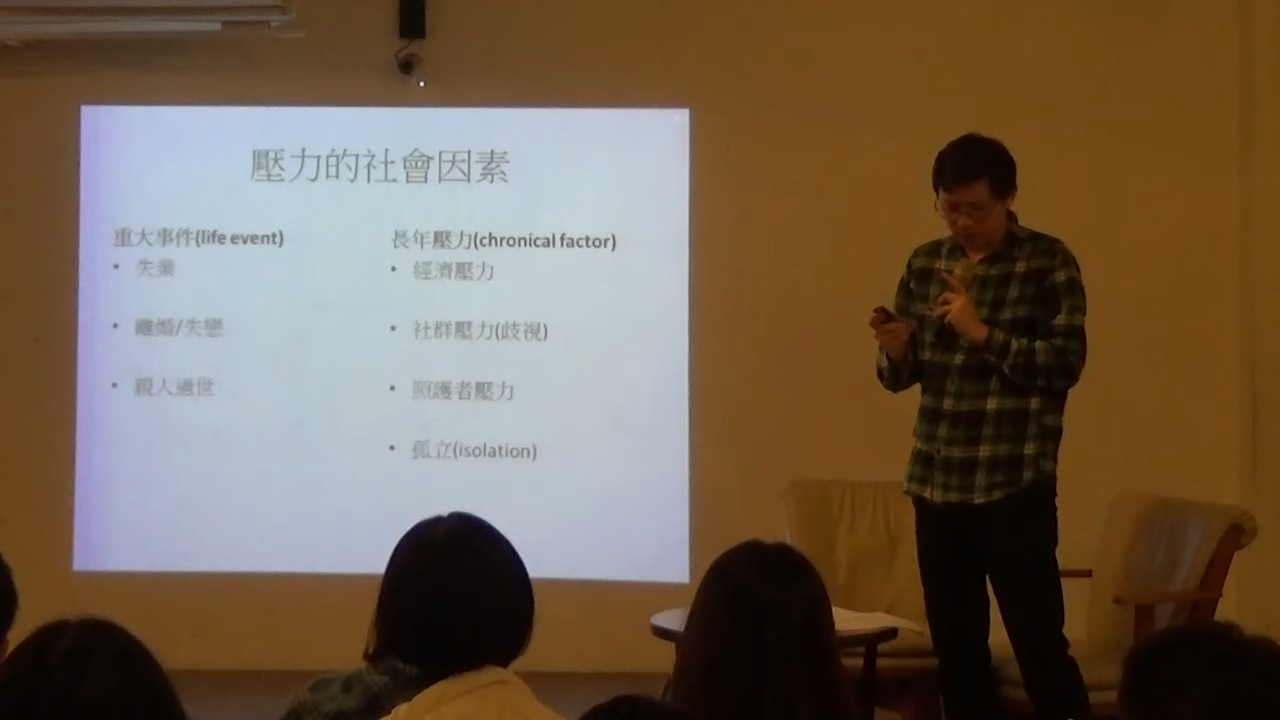 壓力的社會因素
重大事件(life event)
• 失業
• 離婚/失戀
• 親人過世
長年壓力(chronical factor)
• 經濟壓力
• 社群壓力(歧視)
• 照護者壓力
• 孤立(isolation)